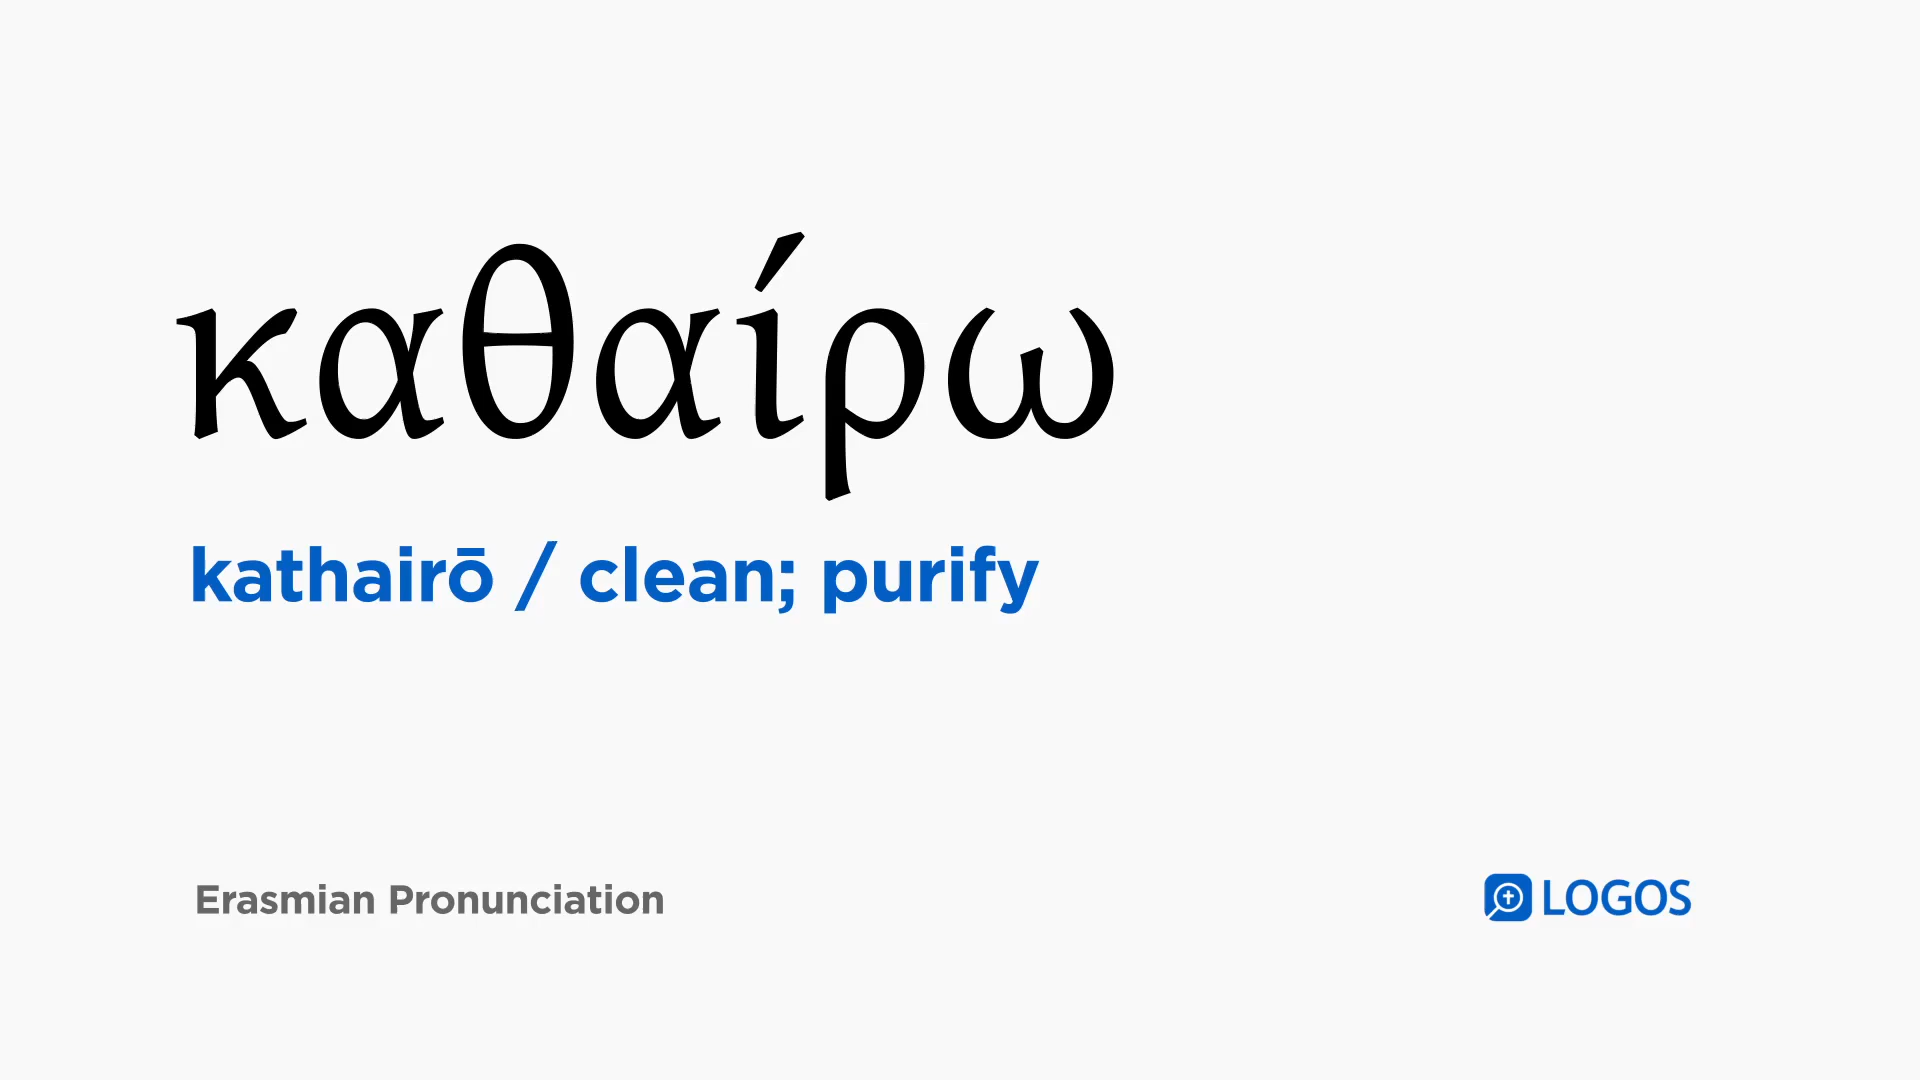 καθαίρω
kathairō / clean; purify
Erasmian Pronunciation
LOGOS